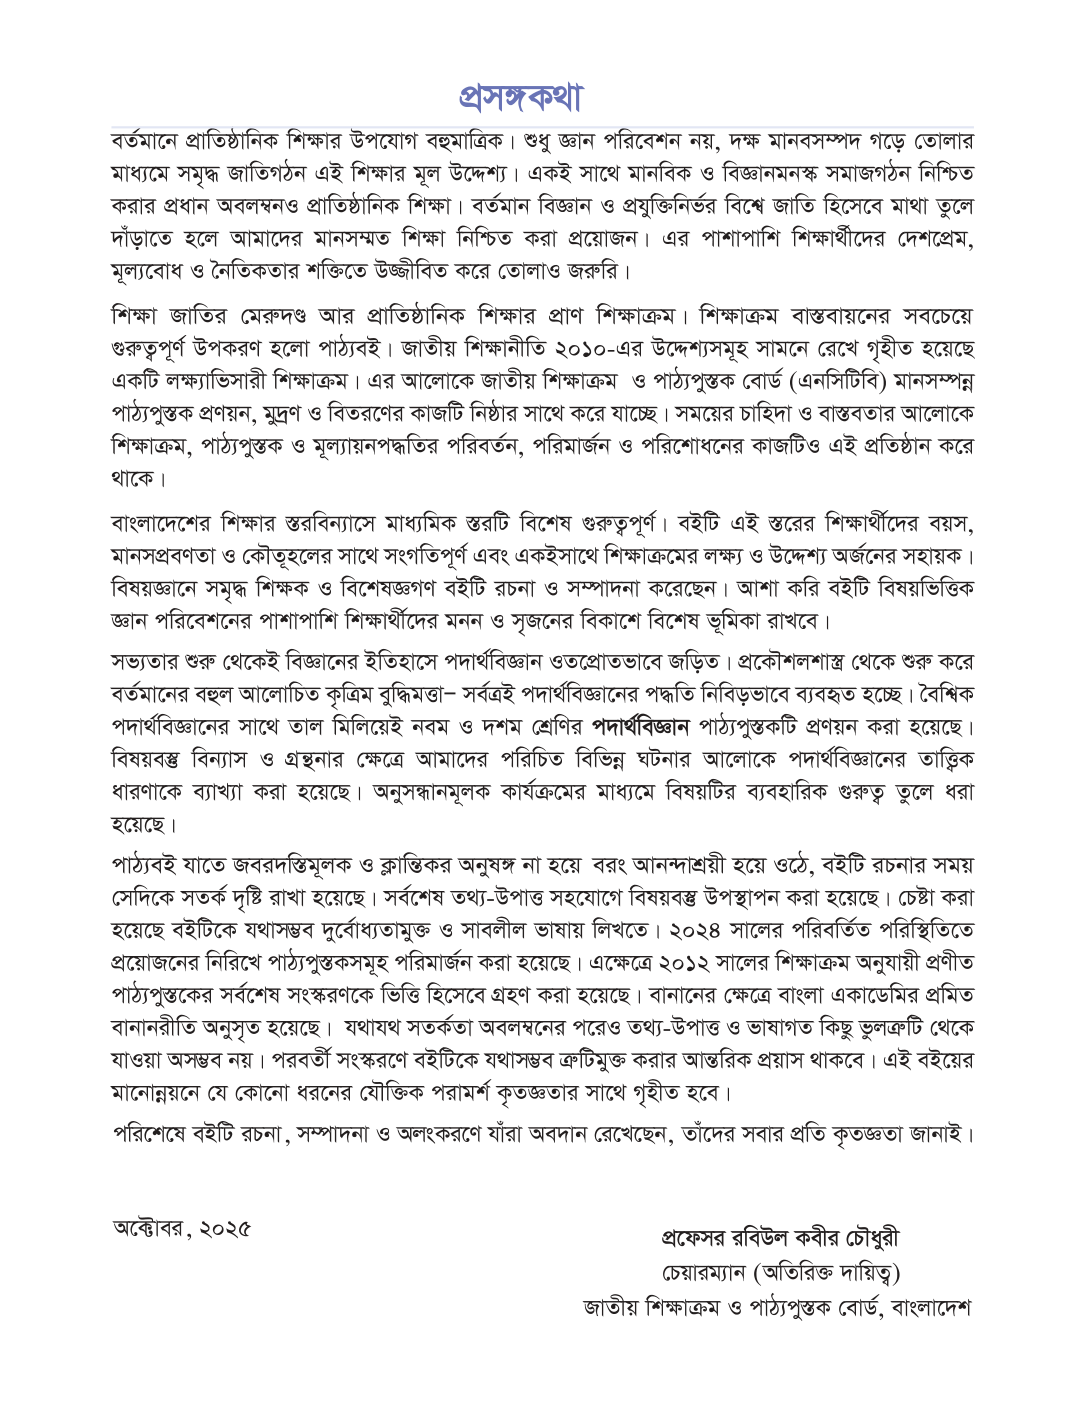 প্রসঙ্গকথা
বর্তমানে প্রাতিষ্ঠানিক শিক্ষার উপযোগ বহুমাত্রিক। শুধু জ্ঞান পরিবেশন নয়, দক্ষ মানবসম্পদ গড়ে তোলার
মাধ্যমে সমৃদ্ধ জাতিগঠন এই শিক্ষার মূল উদ্দেশ্য। একই সাথে মানবিক ও বিজ্ঞানমনস্ক সমাজগঠন নিশ্চিত
করার প্রধান অবলম্বনও প্রাতিষ্ঠানিক শিক্ষা। বর্তমান বিজ্ঞান ও প্রযুক্তিনির্ভর বিশ্বে জাতি হিসেবে মাথা তুলে
দাঁড়াতে হলে আমাদের মানসম্মত শিক্ষা নিশ্চিত করা প্রয়োজন। এর পাশাপাশি শিক্ষার্থীদের দেশপ্রেম,
মূল্যবোধ ও নৈতিকতার শক্তিতে উজ্জীবিত করে তোলাও জরুরি।
শিক্ষা জাতির মেরুদণ্ড আর প্রাতিষ্ঠানিক শিক্ষার প্রাণ শিক্ষাক্রম। শিক্ষাক্রম বাস্তবায়নের সবচেয়ে
গুরুত্বপূর্ণ উপকরণ হলো পাঠ্যবই। জাতীয় শিক্ষানীতি ২০১০-এর উদ্দেশ্যসমূহ সামনে রেখে গৃহীত হয়েছে
একটি লক্ষ্যাভিসারী শিক্ষাক্রম। এর আলোকে জাতীয় শিক্ষাক্রম ও পাঠ্যপুস্তক বোর্ড (এনসিটিবি) মানসম্পন্ন
পাঠ্যপুস্তক প্রণয়ন, মুদ্রণ ও বিতরণের কাজটি নিষ্ঠার সাথে করে যাচ্ছে। সময়ের চাহিদা ও বাস্তবতার আলোকে
শিক্ষাক্রম, পাঠ্যপুস্তক ও মূল্যায়নপদ্ধতির পরিবর্তন, পরিমার্জন ও পরিশোধনের কাজটিও এই প্রতিষ্ঠান করে
থাকে।
বাংলাদেশের শিক্ষার স্তরবিন্যাসে মাধ্যমিক স্তরটি বিশেষ গুরুত্বপূর্ণ। বইটি এই স্তরের শিক্ষার্থীদের বয়স,
মানসপ্রবণতা ও কৌতূহলের সাথে সংগতিপূর্ণ এবং একইসাথে শিক্ষাক্রমের লক্ষ্য ও উদ্দেশ্য অর্জনের সহায়ক।
বিষয়জ্ঞানে সমৃদ্ধ শিক্ষক ও বিশেষজ্ঞগণ বইটি রচনা ও সম্পাদনা করেছেন। আশা করি বইটি বিষয়ভিত্তিক
জ্ঞান পরিবেশনের পাশাপাশি শিক্ষার্থীদের মনন ও সৃজনের বিকাশে বিশেষ ভূমিকা রাখবে।
সভ্যতার শুরু থেকেই বিজ্ঞানের ইতিহাসে পদার্থবিজ্ঞান ওতপ্রোতভাবে জড়িত। প্রকৌশলশাস্ত্র থেকে শুরু করে
বর্তমানের বহুল আলোচিত কৃত্রিম বুদ্ধিমত্তা– সর্বত্রই পদার্থবিজ্ঞানের পদ্ধতি নিবিড়ভাবে ব্যবহৃত হচ্ছে। বৈশ্বিক
পদার্থবিজ্ঞানের সাথে তাল মিলিয়েই নবম ও দশম শ্রেণির পদার্থবিজ্ঞান পাঠ্যপুস্তকটি প্রণয়ন করা হয়েছে।
বিষয়বস্তু বিন্যাস ও গ্রন্থনার ক্ষেত্রে আমাদের পরিচিত বিভিন্ন ঘটনার আলোকে পদার্থবিজ্ঞানের তাত্ত্বিক
ধারণাকে ব্যাখ্যা করা হয়েছে। অনুসন্ধানমূলক কার্যক্রমের মাধ্যমে বিষয়টির ব্যবহারিক গুরুত্ব তুলে ধরা
হয়েছে।
পাঠ্যবই যাতে জবরদস্তিমূলক ও ক্লান্তিকর অনুষঙ্গ না হয়ে বরং আনন্দাশ্রয়ী হয়ে ওঠে, বইটি রচনার সময়
সেদিকে সতর্ক দৃষ্টি রাখা হয়েছে। সর্বশেষ তথ্য-উপাত্ত সহযোগে বিষয়বস্তু উপস্থাপন করা হয়েছে। চেষ্টা করা
হয়েছে বইটিকে যথাসম্ভব দুর্বোধ্যতামুক্ত ও সাবলীল ভাষায় লিখতে। ২০২৪ সালের পরিবর্তিত পরিস্থিতিতে
প্রয়োজনের নিরিখে পাঠ্যপুস্তকসমূহ পরিমার্জন করা হয়েছে। এক্ষেত্রে ২০১২ সালের শিক্ষাক্রম অনুযায়ী প্রণীত
পাঠ্যপুস্তকের সর্বশেষ সংস্করণকে ভিত্তি হিসেবে গ্রহণ করা হয়েছে। বানানের ক্ষেত্রে বাংলা একাডেমির প্রমিত
বানানরীতি অনুসৃত হয়েছে। যথাযথ সতর্কতা অবলম্বনের পরেও তথ্য-উপাত্ত ও ভাষাগত কিছু ভুলত্রুটি থেকে
যাওয়া অসম্ভব নয়। পরবর্তী সংস্করণে বইটিকে যথাসম্ভব ত্রুটিমুক্ত করার আন্তরিক প্রয়াস থাকবে। এই বইয়ের
মানোন্নয়নে যে কোনো ধরনের যৌক্তিক পরামর্শ কৃতজ্ঞতার সাথে গৃহীত হবে।
পরিশেষে বইটি রচনা, সম্পাদনা ও অলংকরণে যাঁরা অবদান রেখেছেন, তাঁদের সবার প্রতি কৃতজ্ঞতা জানাই।
অক্টোবর, ২০২৫
প্রফেসর রবিউল কবীর চৌধুরী
চেয়ারম্যান (অতিরিক্ত দায়িত্ব)
জাতীয় শিক্ষাক্রম ও পাঠ্যপুস্তক বোর্ড, বাংলাদেশ